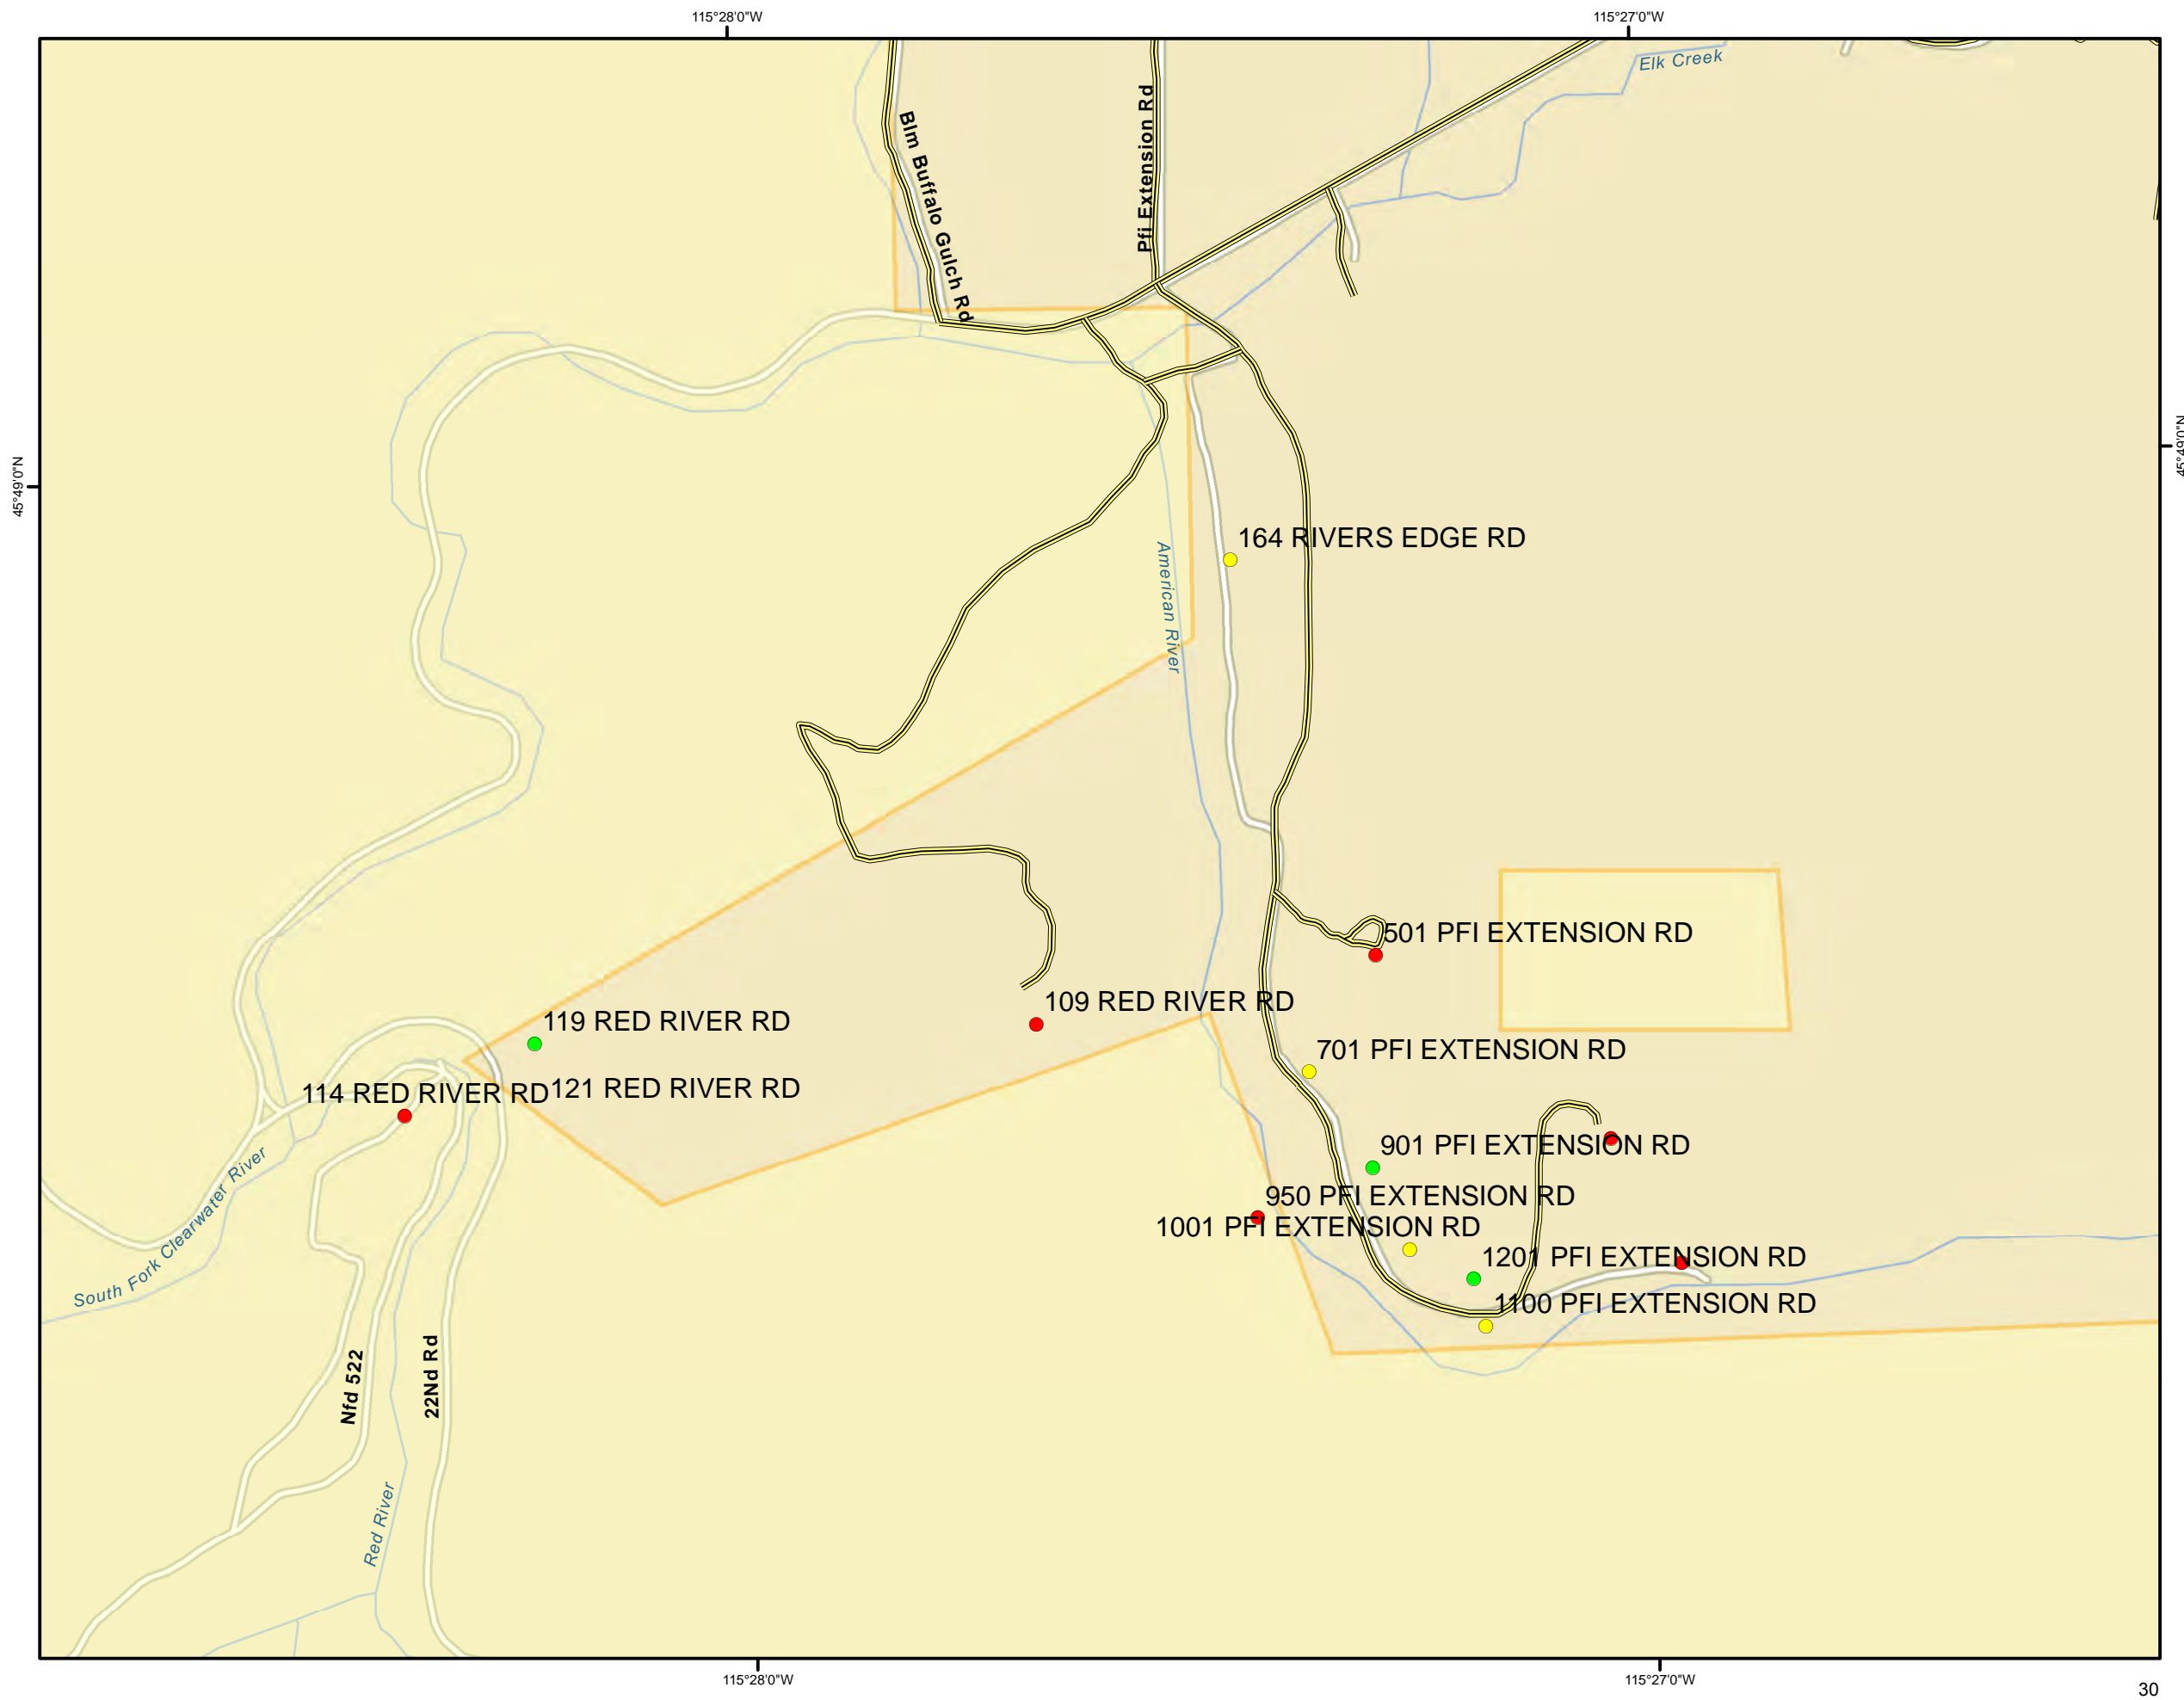 115°28'0"W
115°27'0"W
Elk Creek
Pfi Extension Rd
Blm Buffalo Gulch Rd
45°49'0"N
45°49'0"N
164 RIVERS EDGE RD
American River
501 PFI EXTENSION RD
109 RED RIVER RD
119 RED RIVER RD
701 PFI EXTENSION RD
114 RED RIVER RD
121 RED RIVER RD
901 PFI EXTENSION RD
950 PFI EXTENSION RD
1001 PFI EXTENSION RD
South Fork Clearwater River
1201 PFI EXTENSION RD
1100 PFI EXTENSION RD
Nfd 522
22Nd Rd
Red River
115°28'0"W
115°27'0"W
30